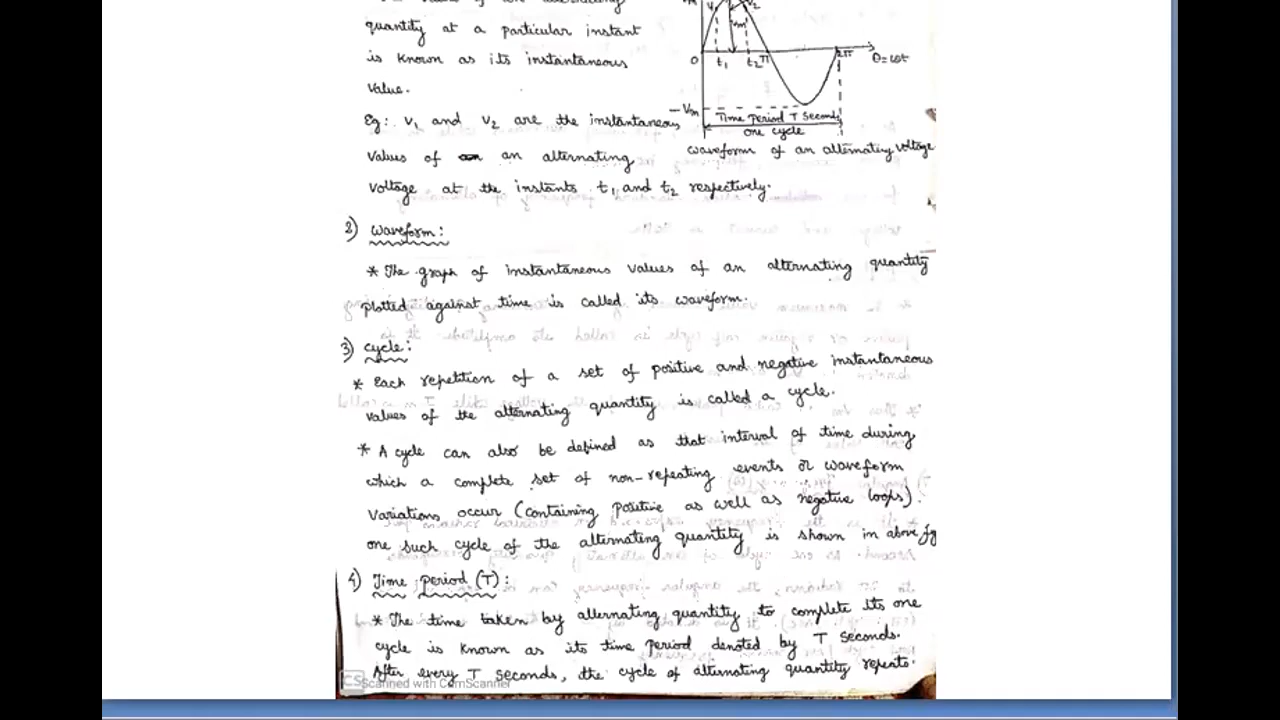 quantity at a particular instant
is known as its instantaneous
value.
Eg:. v1 and v2 are the instantaneous
values of an alternating
voltage at the instants t1 and t2 respectively.
v2
Vm
0 t1 t2 π 2π θ=ωt
-Vm
Time period T Seconds
one cycle
waveform of an alternating voltage
2) waveform:
* The graph of instantaneous values of an alternating quantity
plotted against time is called its waveform.
3) cycle:
* Each repetition of a set of positive and negative instantaneous
values of the alternating quantity is called a cycle.
* A cycle can also be defined as that interval of time during
which a complete set of non-repeating events or waveform
variations occur (containing positive as well as negative loops).
one such cycle of the alternating quantity is shown in above fig
4) Time period (T):
* The time taken by alternating quantity to complete its one
cycle is known as its time period denoted by T seconds.
After every T seconds, the cycle of alternating quantity repeats.
CS Scanned with CamScanner